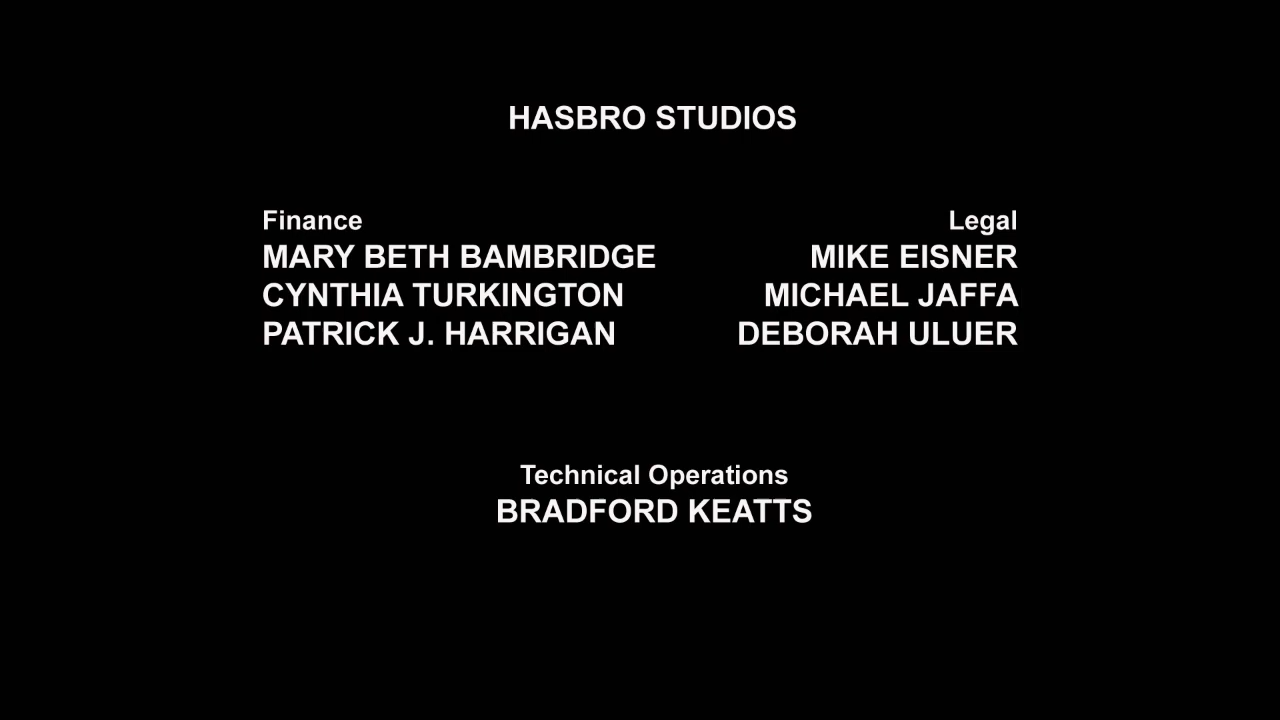 HASBRO STUDIOS
Finance
MARY BETH BAMBRIDGE
CYNTHIA TURKINGTON
PATRICK J. HARRIGAN
Legal
MIKE EISNER
MICHAEL JAFFA
DEBORAH ULUER
Technical Operations
BRADFORD KEATTS